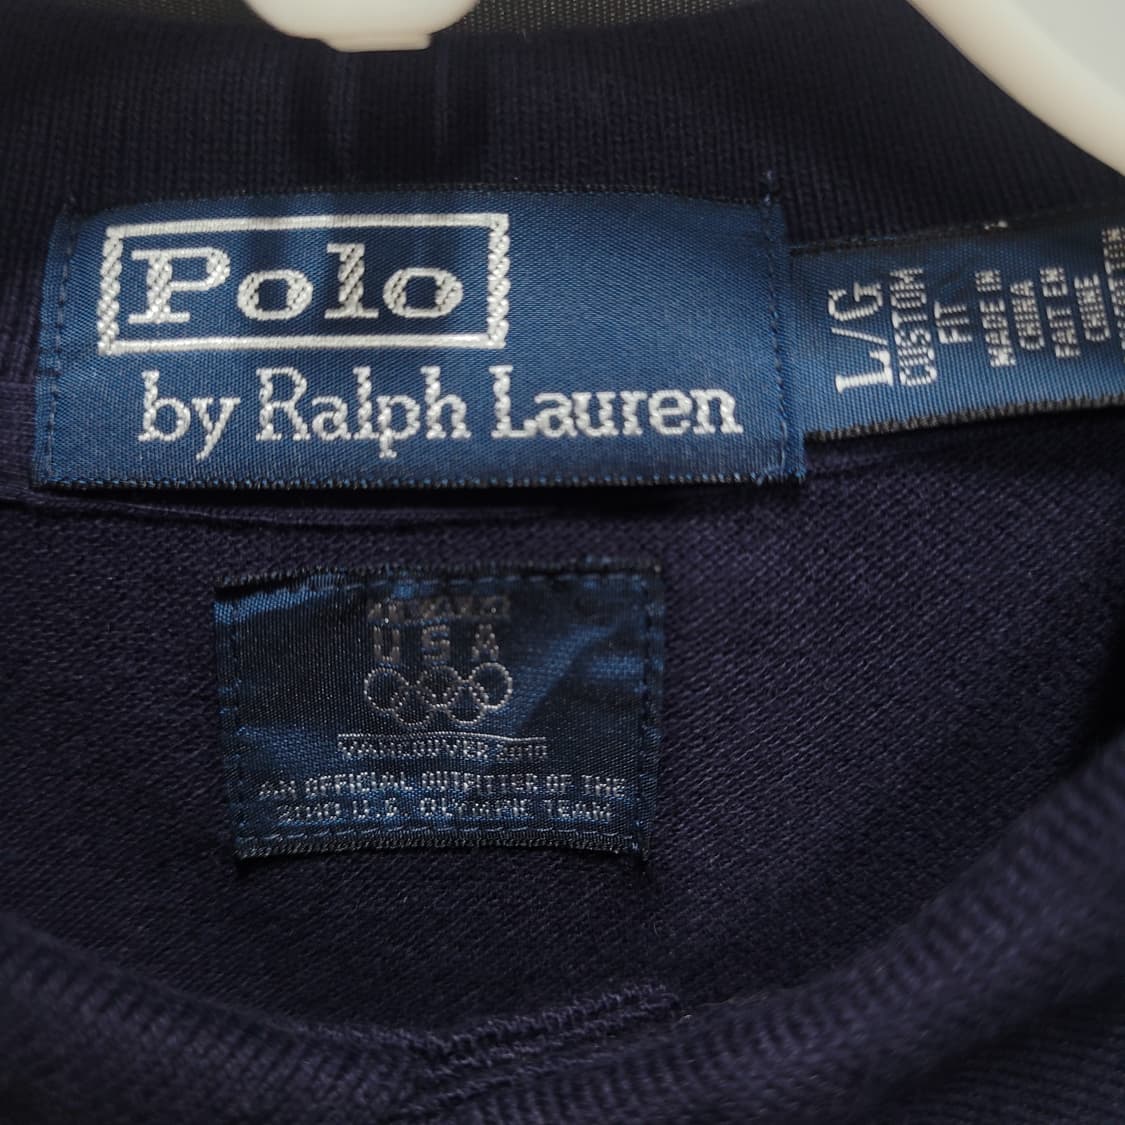 Polo
by Ralph Lauren
L/G
CUSTOM
FIT
MADE IN
CHINA
FAIT EN
CHINE
USA
VANCOUVER 2010
AN OFFICIAL OUTFITTER OF THE
2010 U.S. OLYMPIC TEAM